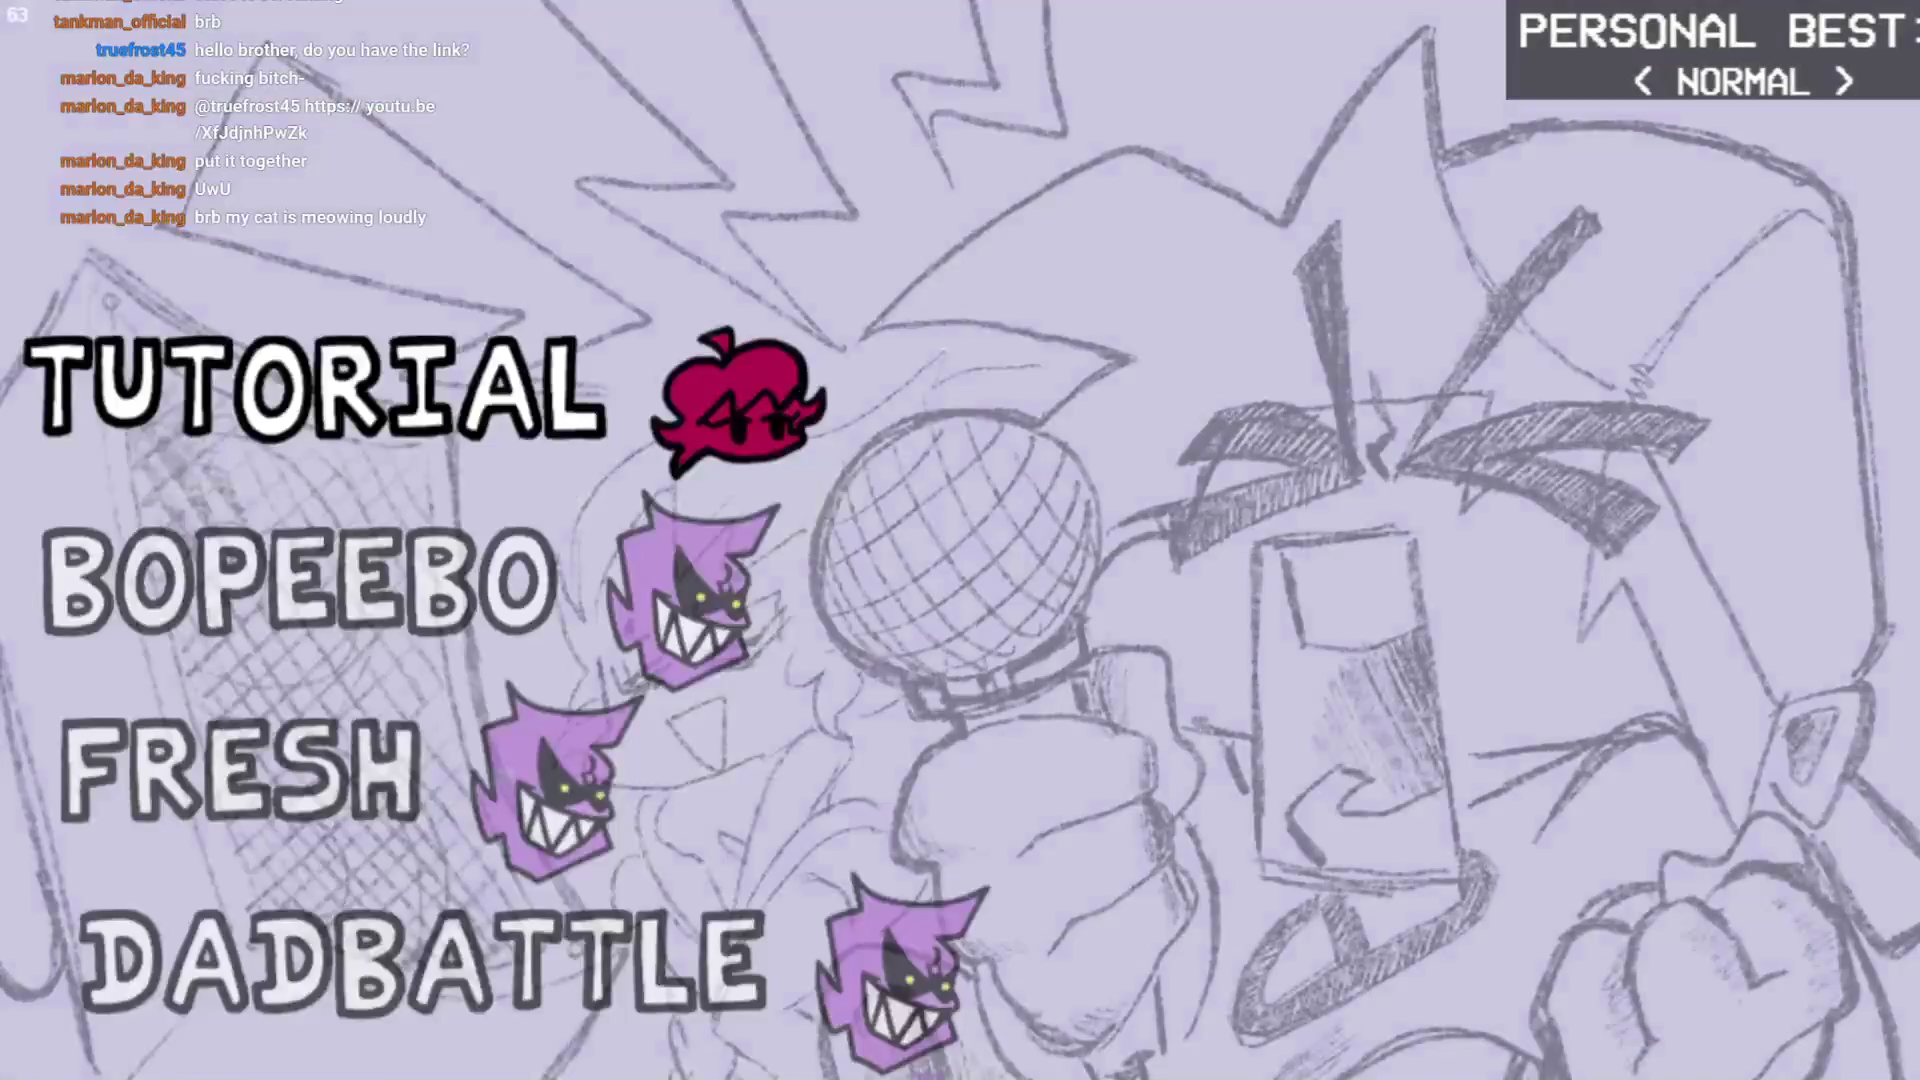 63
tankman_official brb
truefrost45 hello brother, do you have the link?
marlon_da_king fucking bitch-
marlon_da_king @truefrost45 https:// youtu.be
/XfJdjnhPwZk
marlon_da_king put it together
marlon_da_king UwU
marlon_da_king brb my cat is meowing loudly
PERSONAL BEST:
< NORMAL >
TUTORIAL
BOPEEBO
FRESH
DADBATTLE